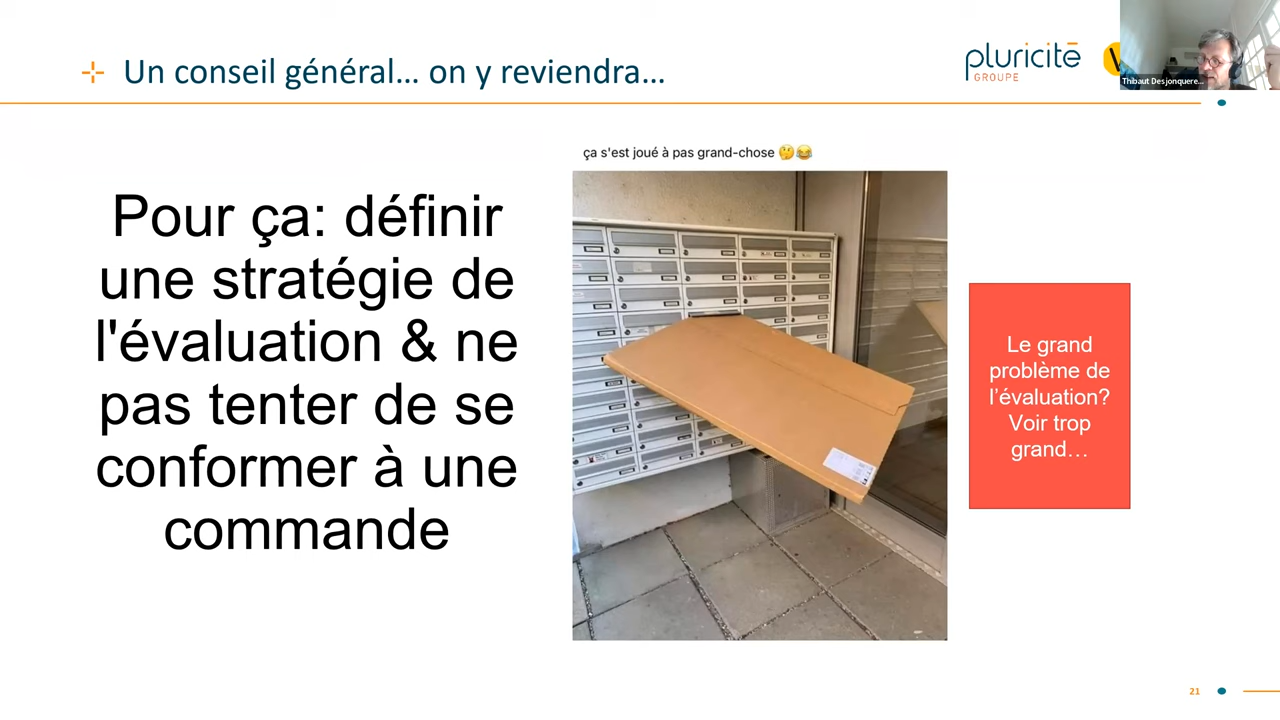 Un conseil général… on y reviendra…
pluricité
GROUPE
Thibaut Desjonquere...
ça s'est joué à pas grand-chose 🤔😂
Pour ça: définir
une stratégie de
l'évaluation & ne
pas tenter de se
conformer à une
commande
Le grand
problème de
l’évaluation?
Voir trop
grand…
21